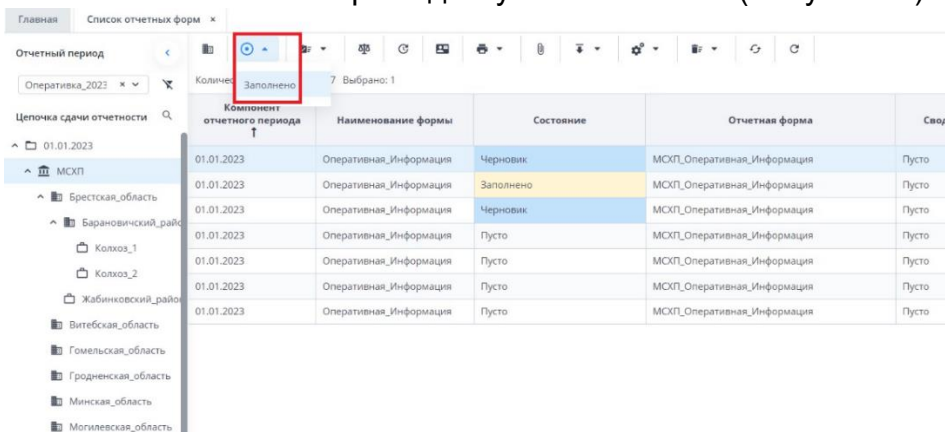 Главная Список отчетных форм ×
Отчетный период
Оператива_2023 ×
Цепочка сдачи отчетности
01.01.2023
МСХП
Брестская_область
Барановичский_райо
Колхоз_1
Колхоз_2
Жабинковский_район
Витебская_область
Гомельская_область
Гродненская_область
Минская_область
Могилевская_область
Заполнено
7 Выбрано: 1
Компонент отчетного периода Наименование формы Состояние Отчетная форма Свод
01.01.2023 Оперативная_Информация Черновик МСХП_Оперативная_Информация Пусто
01.01.2023 Оперативная_Информация Заполнено МСХП_Оперативная_Информация Пусто
01.01.2023 Оперативная_Информация Черновик МСХП_Оперативная_Информация Пусто
01.01.2023 Оперативная_Информация Пусто МСХП_Оперативная_Информация Пусто
01.01.2023 Оперативная_Информация Пусто МСХП_Оперативная_Информация Пусто
01.01.2023 Оперативная_Информация Пусто МСХП_Оперативная_Информация Пусто
01.01.2023 Оперативная_Информация Пусто МСХП_Оперативная_Информация Пусто